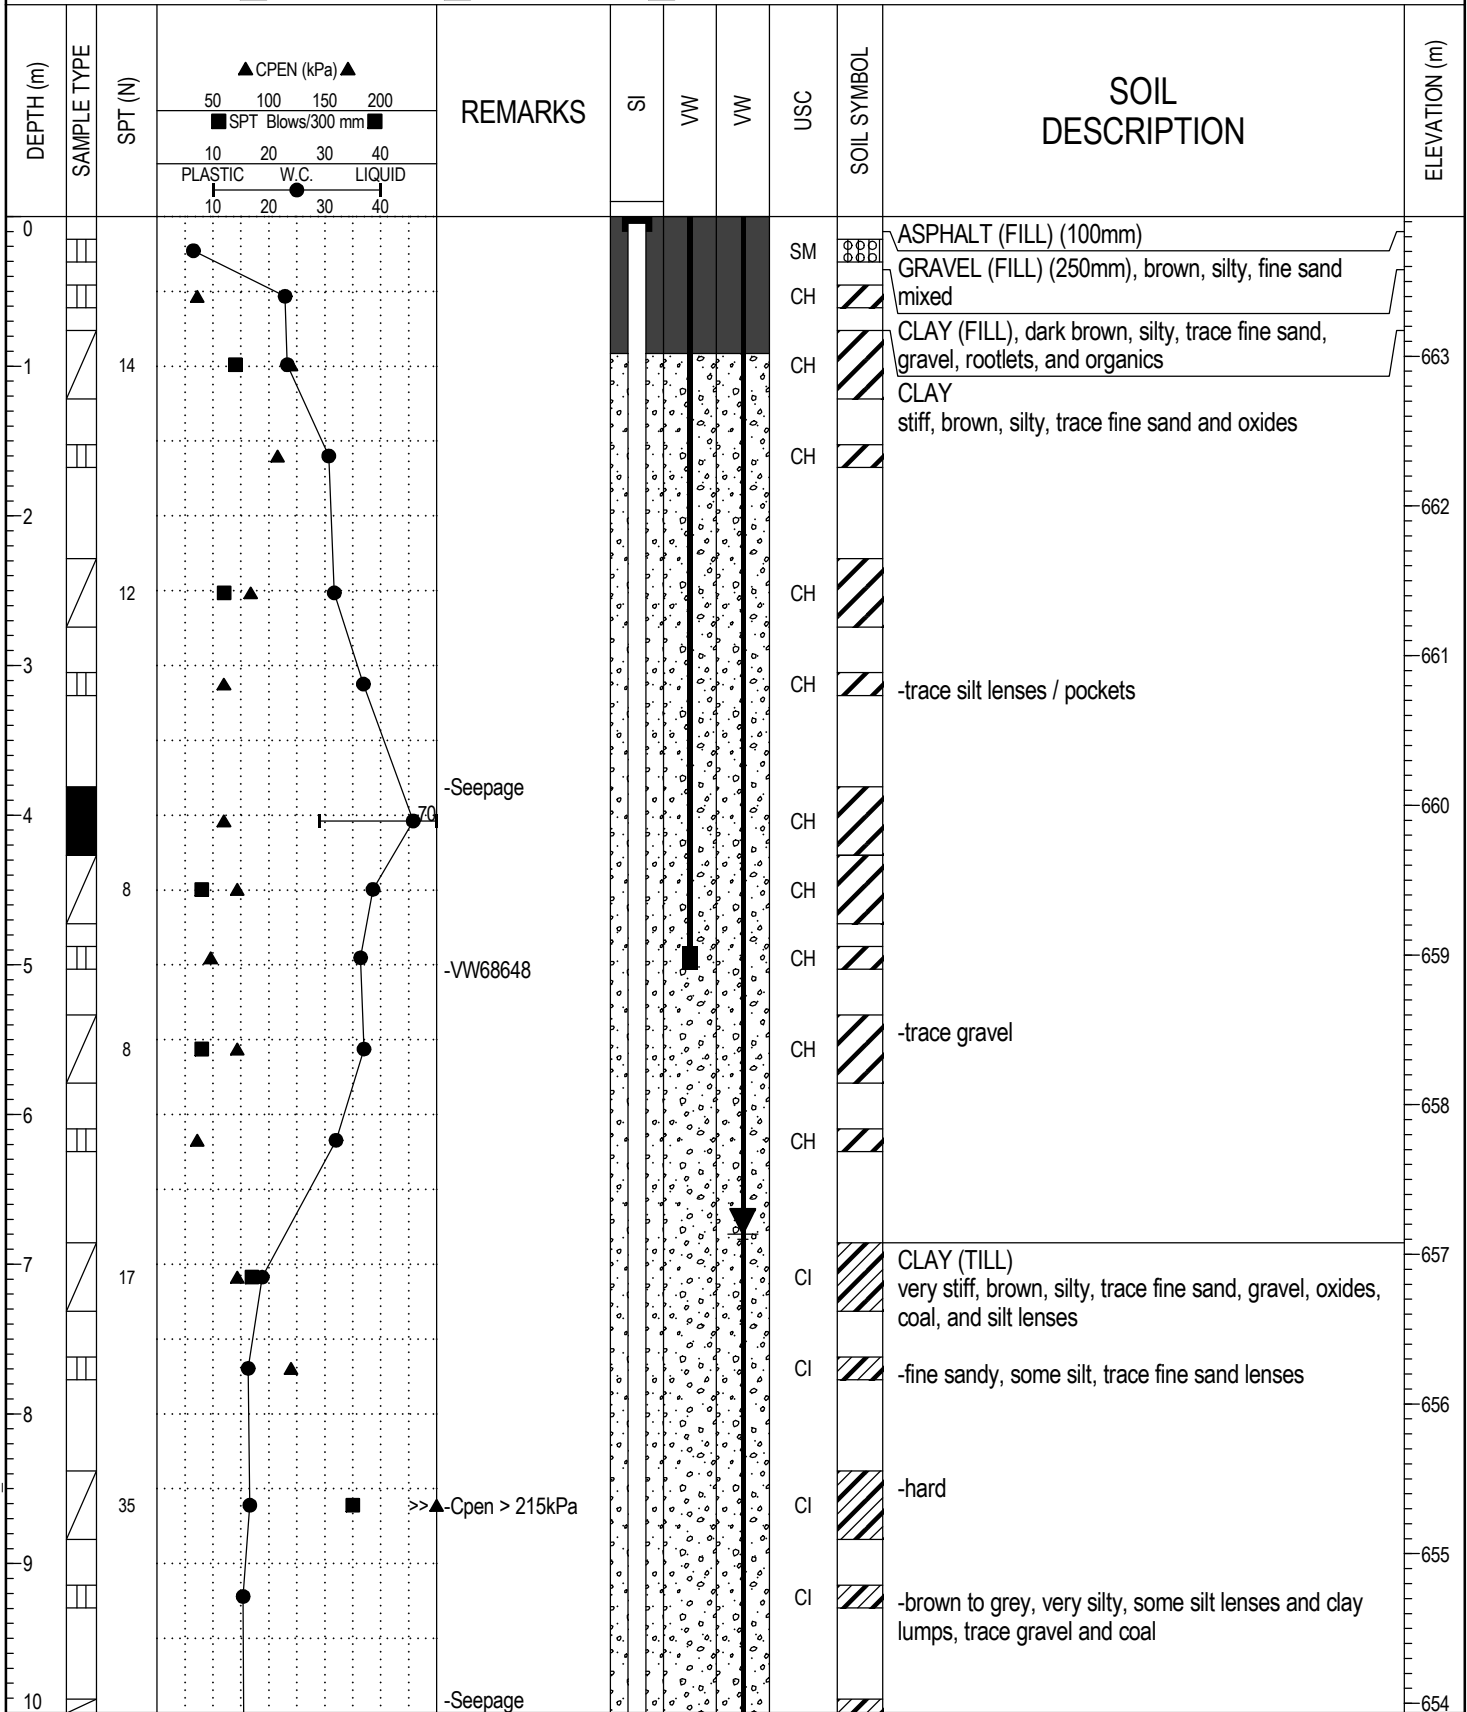 DEPTH (m)
SAMPLE TYPE
SPT (N)
▲ CPEN (kPa) ▲
50 100 150 200
■ SPT Blows/300 mm ■
10 20 30 40
PLASTIC W.C. LIQUID
10 20 30 40
REMARKS
SI
VW
VW
USC
SOIL SYMBOL
SOIL
DESCRIPTION
ELEVATION (m)
0
SM
ASPHALT (FILL) (100mm)
GRAVEL (FILL) (250mm), brown, silty, fine sand
mixed
CH
CLAY (FILL), dark brown, silty, trace fine sand,
gravel, rootlets, and organics
1
14
CH
663
CLAY
stiff, brown, silty, trace fine sand and oxides
CH
2
662
12
CH
3
661
CH
-trace silt lenses / pockets
-Seepage
4
70
CH
660
8
CH
5
-VW68648
CH
659
8
CH
-trace gravel
6
658
CH
7
17
CI
657
CLAY (TILL)
very stiff, brown, silty, trace fine sand, gravel, oxides,
coal, and silt lenses
CI
-fine sandy, some silt, trace fine sand lenses
8
656
35
>>▲
-Cpen > 215kPa
CI
-hard
9
655
CI
-brown to grey, very silty, some silt lenses and clay
lumps, trace gravel and coal
10
-Seepage
654